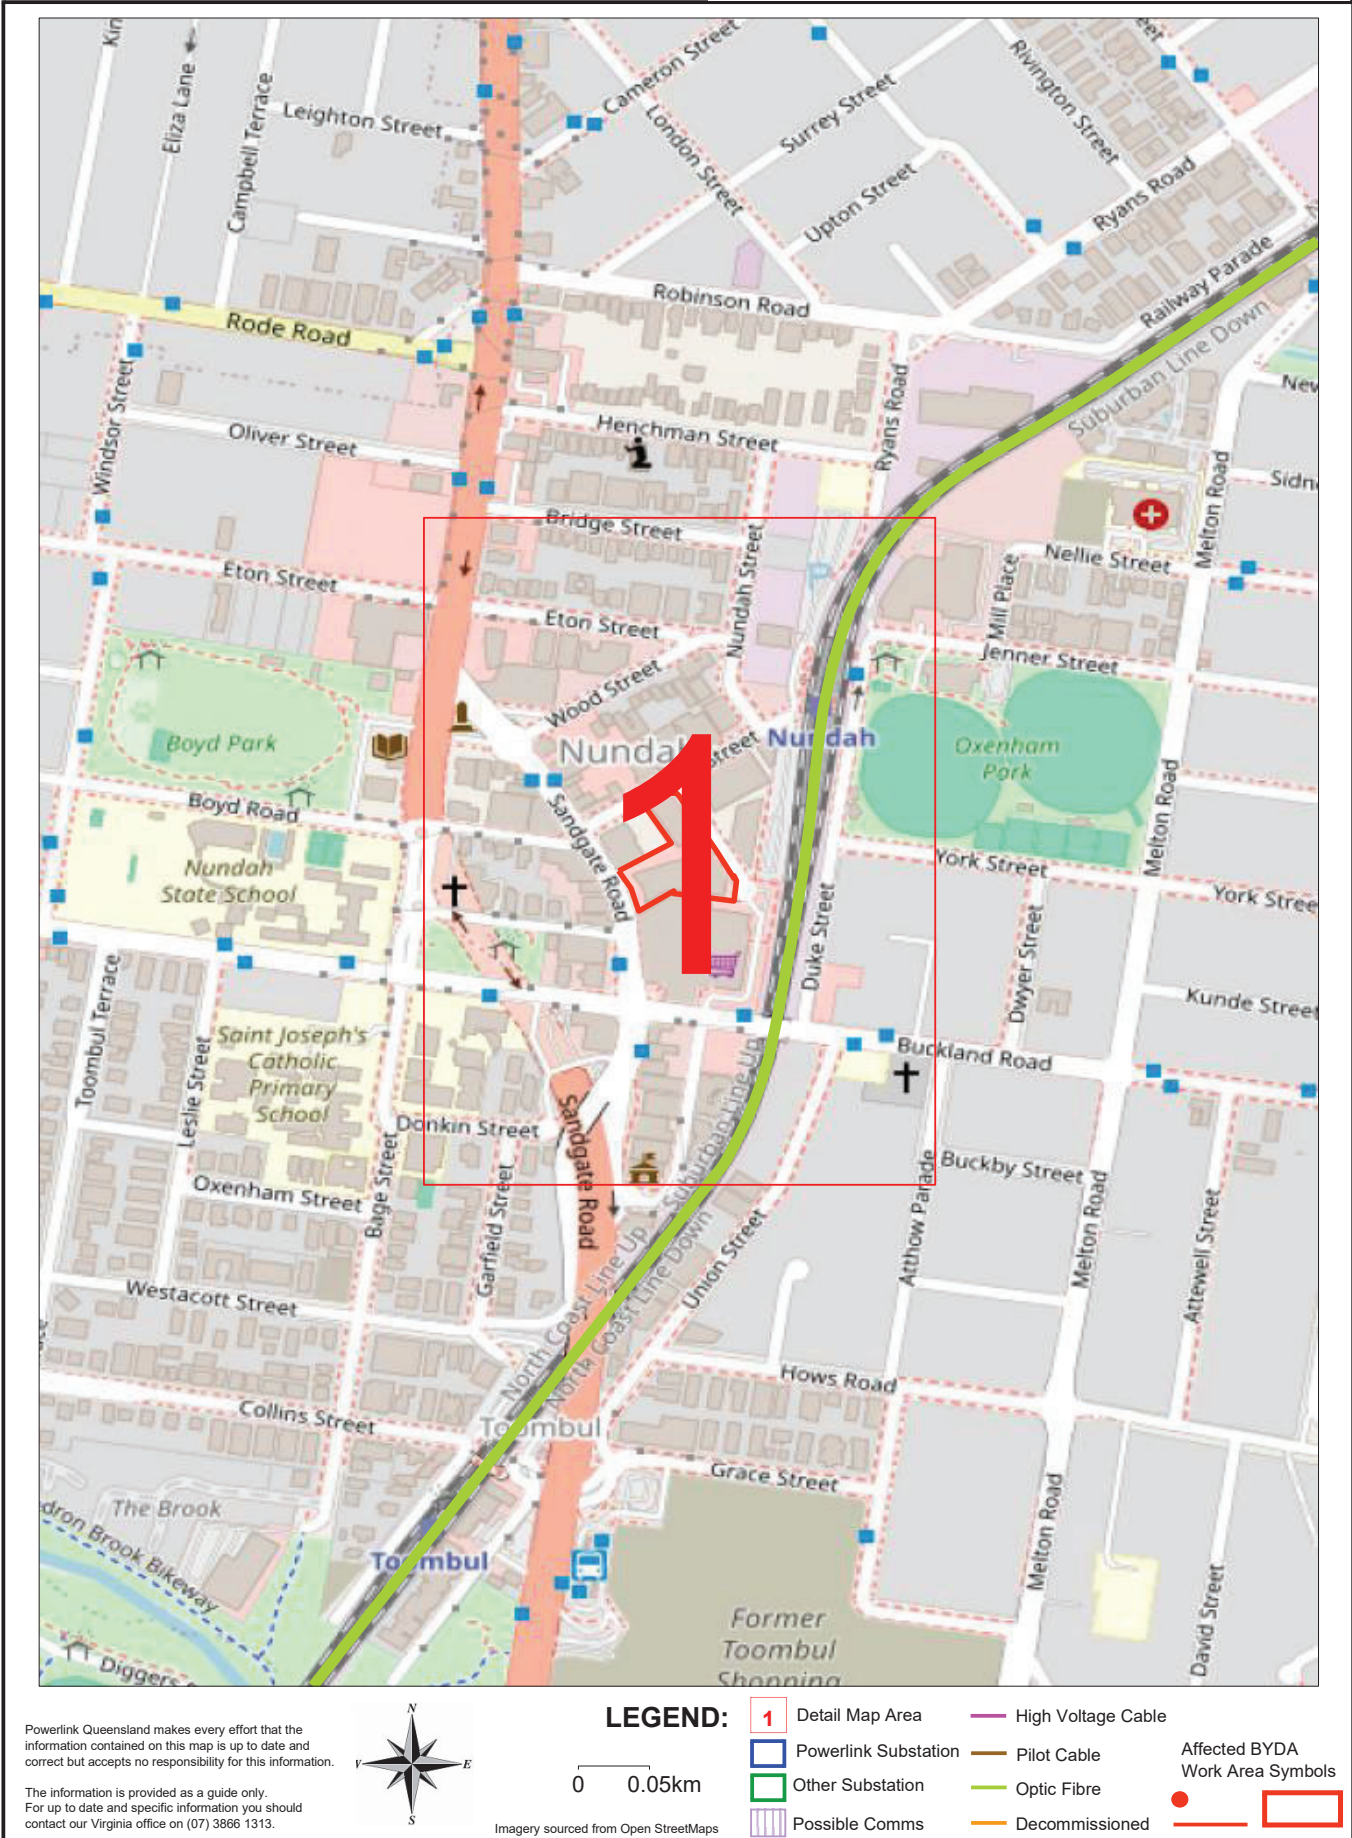 Eliza Lane
Campbell Terrace
Leighton Street
Cameron Street
London Street
Surrey Street
Upton Street
Rivington Street
Ryans Road
Railway Parade
Suburban Line Down
Robinson Road
Rode Road
Windsor Street
Oliver Street
Henchman Street
Ryans Road
New
Melton Road
Sidn
Bridge Street
Nundah Street
Nellie Street
Mill Place
Eton Street
Eton Street
Jenner Street
Wood Street
Boyd Park
Nundah
Street
Nundah
Oxenham
Park
1
Boyd Road
Sandgate Road
Melton Road
Nundah
State School
York Street
York Stree
Duke Street
Dwyer Street
Kunde Street
Toombul Terrace
Leslie Street
Saint Joseph's
Catholic
Primary
School
Buckland Road
Suburban Line Up
Donkin Street
Sandgate Road
Bage Street
Oxenham Street
Garfield Street
Buckby Street
Athow Parade
Melton Road
Attewell Street
Union Street
North Coast Line Up
North Coast Line Down
Westacott Street
Hows Road
Collins Street
Toombul
Grace Street
The Brook
dron Brook Bikeway
Toombul
Melton Road
David Street
Former
Toombul
Shopping
Diggers
Powerlink Queensland makes every effort that the
information contained on this map is up to date and
correct but accepts no responsibility for this information.
The information is provided as a guide only.
For up to date and specific information you should
contact our Virginia office on (07) 3866 1313.
N
E
S
LEGEND:
0 0.05km
Imagery sourced from Open StreetMaps
1 Detail Map Area
Powerlink Substation
Other Substation
Possible Comms
High Voltage Cable
Pilot Cable
Optic Fibre
Decommissioned
Affected BYDA
Work Area Symbols